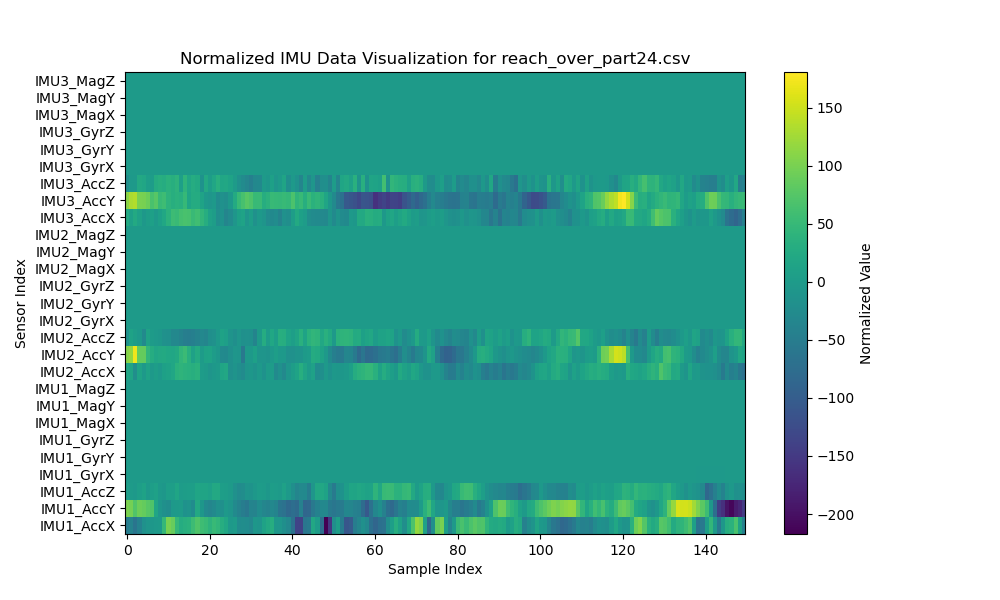 Normalized IMU Data Visualization for reach_over_part24.csv
IMU3_MagZ
IMU3_MagY
IMU3_MagX
IMU3_GyrZ
IMU3_GyrY
IMU3_GyrX
IMU3_AccZ
IMU3_AccY
IMU3_AccX
IMU2_MagZ
IMU2_MagY
IMU2_MagX
IMU2_GyrZ
IMU2_GyrY
IMU2_GyrX
IMU2_AccZ
IMU2_AccY
IMU2_AccX
IMU1_MagZ
IMU1_MagY
IMU1_MagX
IMU1_GyrZ
IMU1_GyrY
IMU1_GyrX
IMU1_AccZ
IMU1_AccY
IMU1_AccX
Sensor Index
0 20 40 60 80 100 120 140
Sample Index
150
100
50
0
−50
−100
−150
−200
Normalized Value